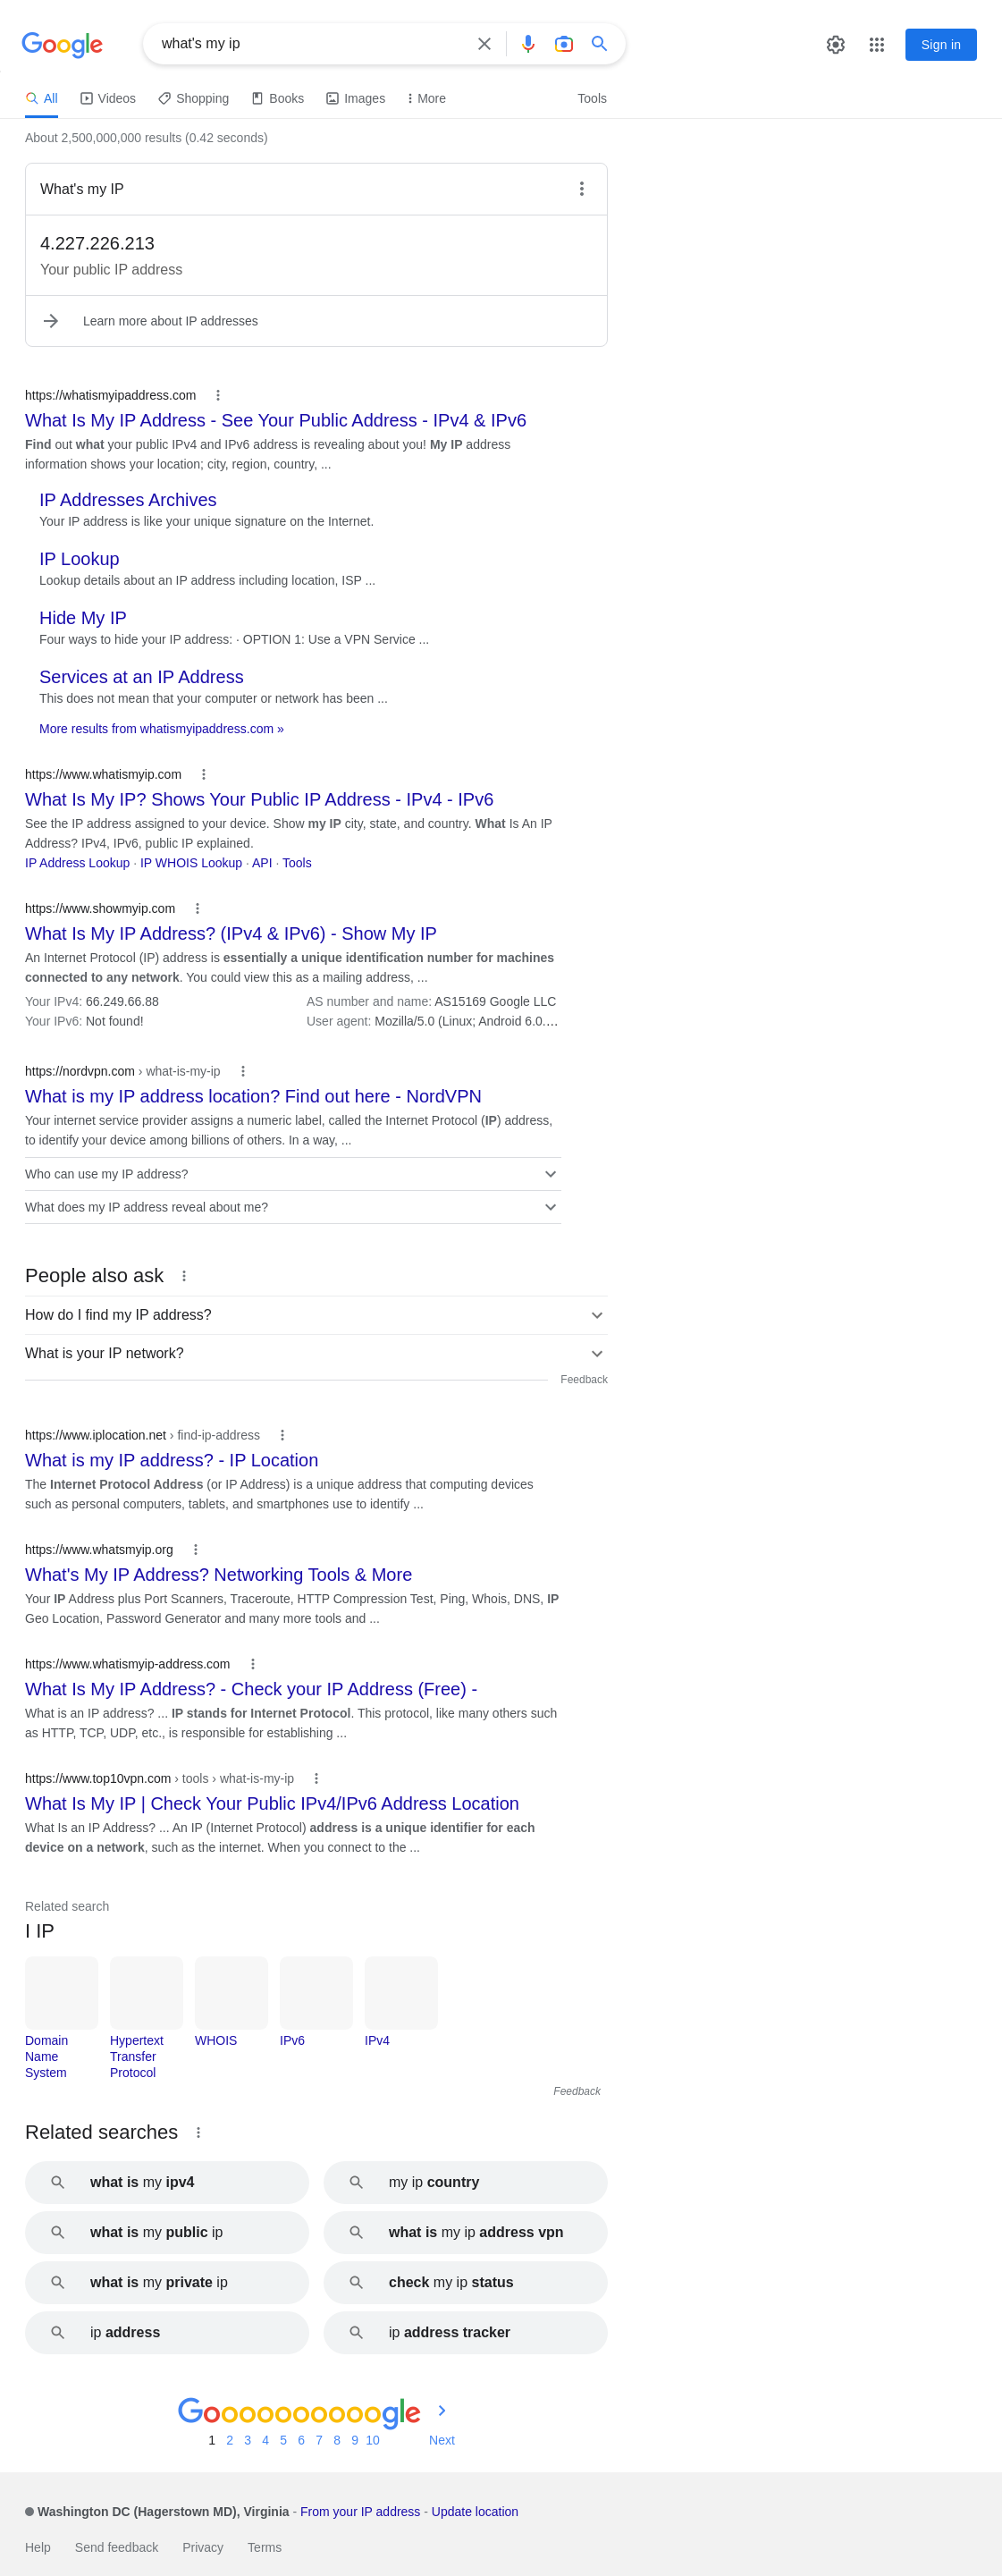 Google
what's my ip
Sign in
All
Videos
Shopping
Books
Images
More
Tools
About 2,500,000,000 results (0.42 seconds)
What's my IP
4.227.226.213
Your public IP address
Learn more about IP addresses
https://whatismyipaddress.com
What Is My IP Address - See Your Public Address - IPv4 & IPv6
Find out what your public IPv4 and IPv6 address is revealing about you! My IP address
information shows your location; city, region, country, ...
IP Addresses Archives
Your IP address is like your unique signature on the Internet.
IP Lookup
Lookup details about an IP address including location, ISP ...
Hide My IP
Four ways to hide your IP address: · OPTION 1: Use a VPN Service ...
Services at an IP Address
This does not mean that your computer or network has been ...
More results from whatismyipaddress.com »
https://www.whatismyip.com
What Is My IP? Shows Your Public IP Address - IPv4 - IPv6
See the IP address assigned to your device. Show my IP city, state, and country. What Is An IP
Address? IPv4, IPv6, public IP explained.
IP Address Lookup · IP WHOIS Lookup · API · Tools
https://www.showmyip.com
What Is My IP Address? (IPv4 & IPv6) - Show My IP
An Internet Protocol (IP) address is essentially a unique identification number for machines
connected to any network. You could view this as a mailing address, ...
Your IPv4: 66.249.66.88
AS number and name: AS15169 Google LLC
Your IPv6: Not found!
User agent: Mozilla/5.0 (Linux; Android 6.0.…
https://nordvpn.com › what-is-my-ip
What is my IP address location? Find out here - NordVPN
Your internet service provider assigns a numeric label, called the Internet Protocol (IP) address,
to identify your device among billions of others. In a way, ...
Who can use my IP address?
What does my IP address reveal about me?
People also ask
How do I find my IP address?
What is your IP network?
Feedback
https://www.iplocation.net › find-ip-address
What is my IP address? - IP Location
The Internet Protocol Address (or IP Address) is a unique address that computing devices
such as personal computers, tablets, and smartphones use to identify ...
https://www.whatsmyip.org
What's My IP Address? Networking Tools & More
Your IP Address plus Port Scanners, Traceroute, HTTP Compression Test, Ping, Whois, DNS, IP
Geo Location, Password Generator and many more tools and ...
https://www.whatismyip-address.com
What Is My IP Address? - Check your IP Address (Free) -
What is an IP address? ... IP stands for Internet Protocol. This protocol, like many others such
as HTTP, TCP, UDP, etc., is responsible for establishing ...
https://www.top10vpn.com › tools › what-is-my-ip
What Is My IP | Check Your Public IPv4/IPv6 Address Location
What Is an IP Address? ... An IP (Internet Protocol) address is a unique identifier for each
device on a network, such as the internet. When you connect to the ...
Related search
I IP
Domain
Name
System
Hypertext
Transfer
Protocol
WHOIS
IPv6
IPv4
Feedback
Related searches
what is my ipv4
my ip country
what is my public ip
what is my ip address vpn
what is my private ip
check my ip status
ip address
ip address tracker
Goooooooooogle
1 2 3 4 5 6 7 8 9 10
Next
Washington DC (Hagerstown MD), Virginia - From your IP address - Update location
Help
Send feedback
Privacy
Terms